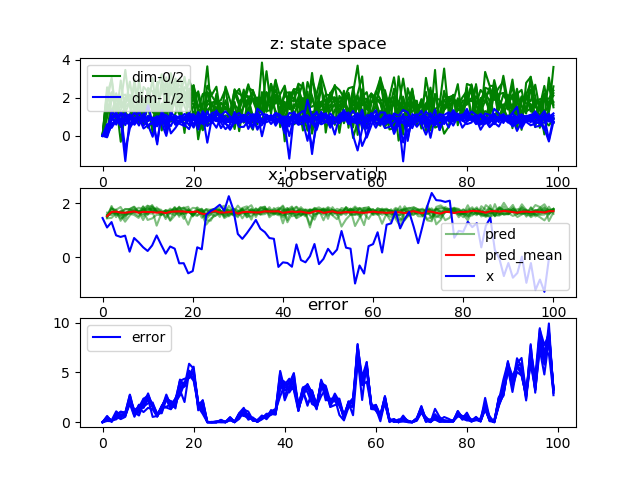 z: state space
4
2
0
dim-0/2
dim-1/2
0 20 40 60 80 100
x: observation
2
0
pred
pred_mean
x
0 20 40 60 80 100
error
10
5
0
error
0 20 40 60 80 100